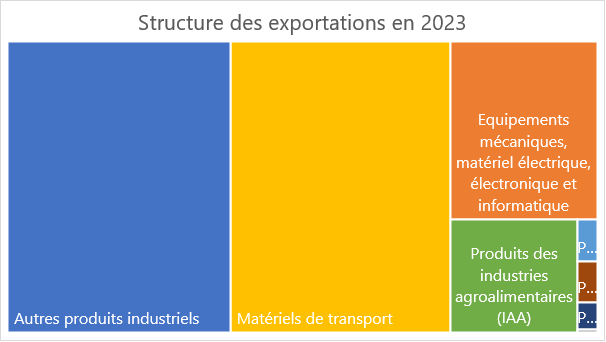 Structure des exportations en 2023
Autres produits industriels
Matériels de transport
Equipements
mécaniques,
matériel électrique,
électronique et
informatique
Produits des
industries
agroalimentaires
(IAA)
P...
P...
P...